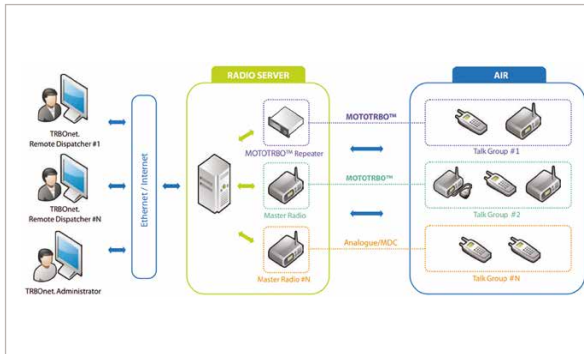 TRBOnet.
Remote Dispatcher #1
TRBOnet.
Remote Dispatcher #N
TRBOnet. Administrator
Ethernet / Internet
RADIO SERVER
MOTOTRBO™ Repeater
Master Radio
Master Radio #N
MOTOTRBO™
MOTOTRBO™
Analogue/MDC
AIR
Talk Group #1
Talk Group #2
Talk Group #N